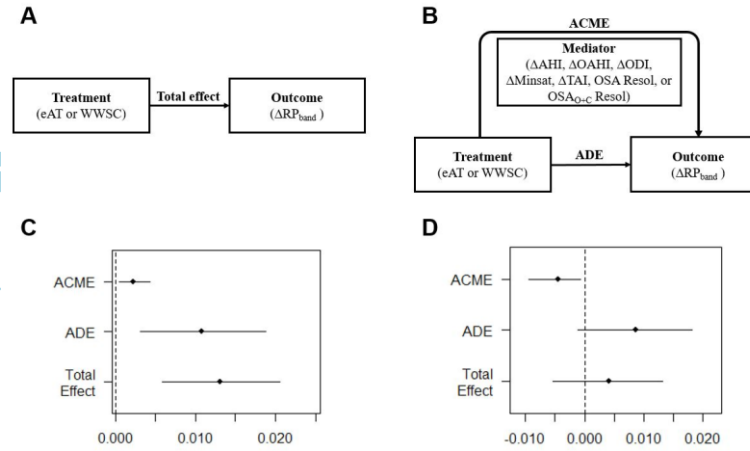 A
Treatment
(eAT or WWSC)
Total effect
Outcome
(ΔRPband )
B
ACME
Mediator
(ΔAHI, ΔOAHI, ΔODI,
ΔMinsat, ΔTAI, OSA Resol, or
OSAO+C Resol)
Treatment
(eAT or WWSC)
ADE
Outcome
(ΔRPband )
C
ACME
ADE
Total
Effect
0.000 0.010 0.020
D
ACME
ADE
Total
Effect
-0.010 0.000 0.010 0.020